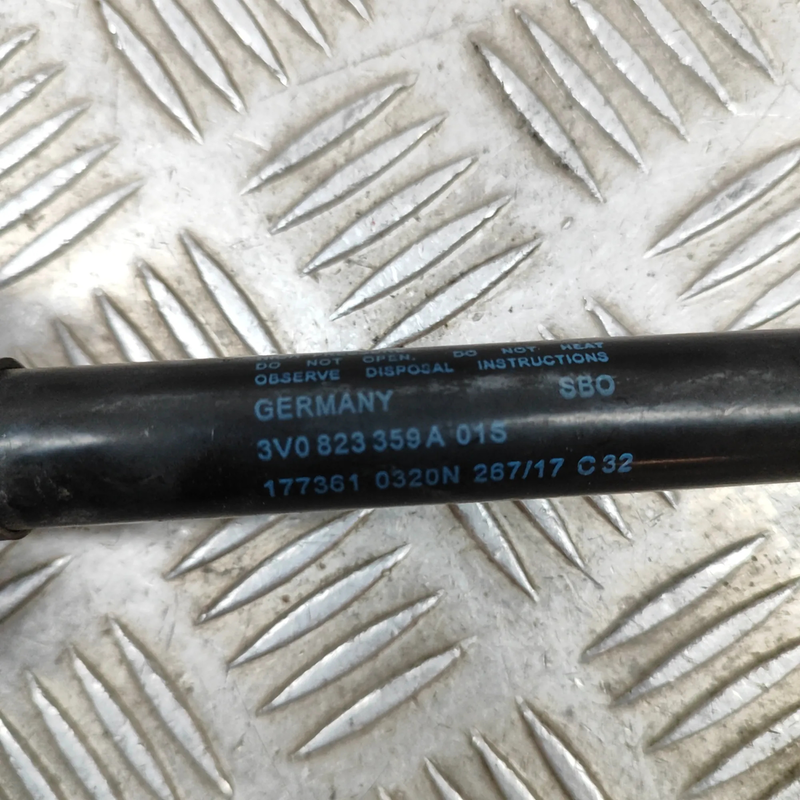 DO NOT OPEN. DO NOT HEAT
OBSERVE DISPOSAL INSTRUCTIONS
GERMANY SBO
3V0 823 359 A 01S
177361 0320N 267/17 C 32